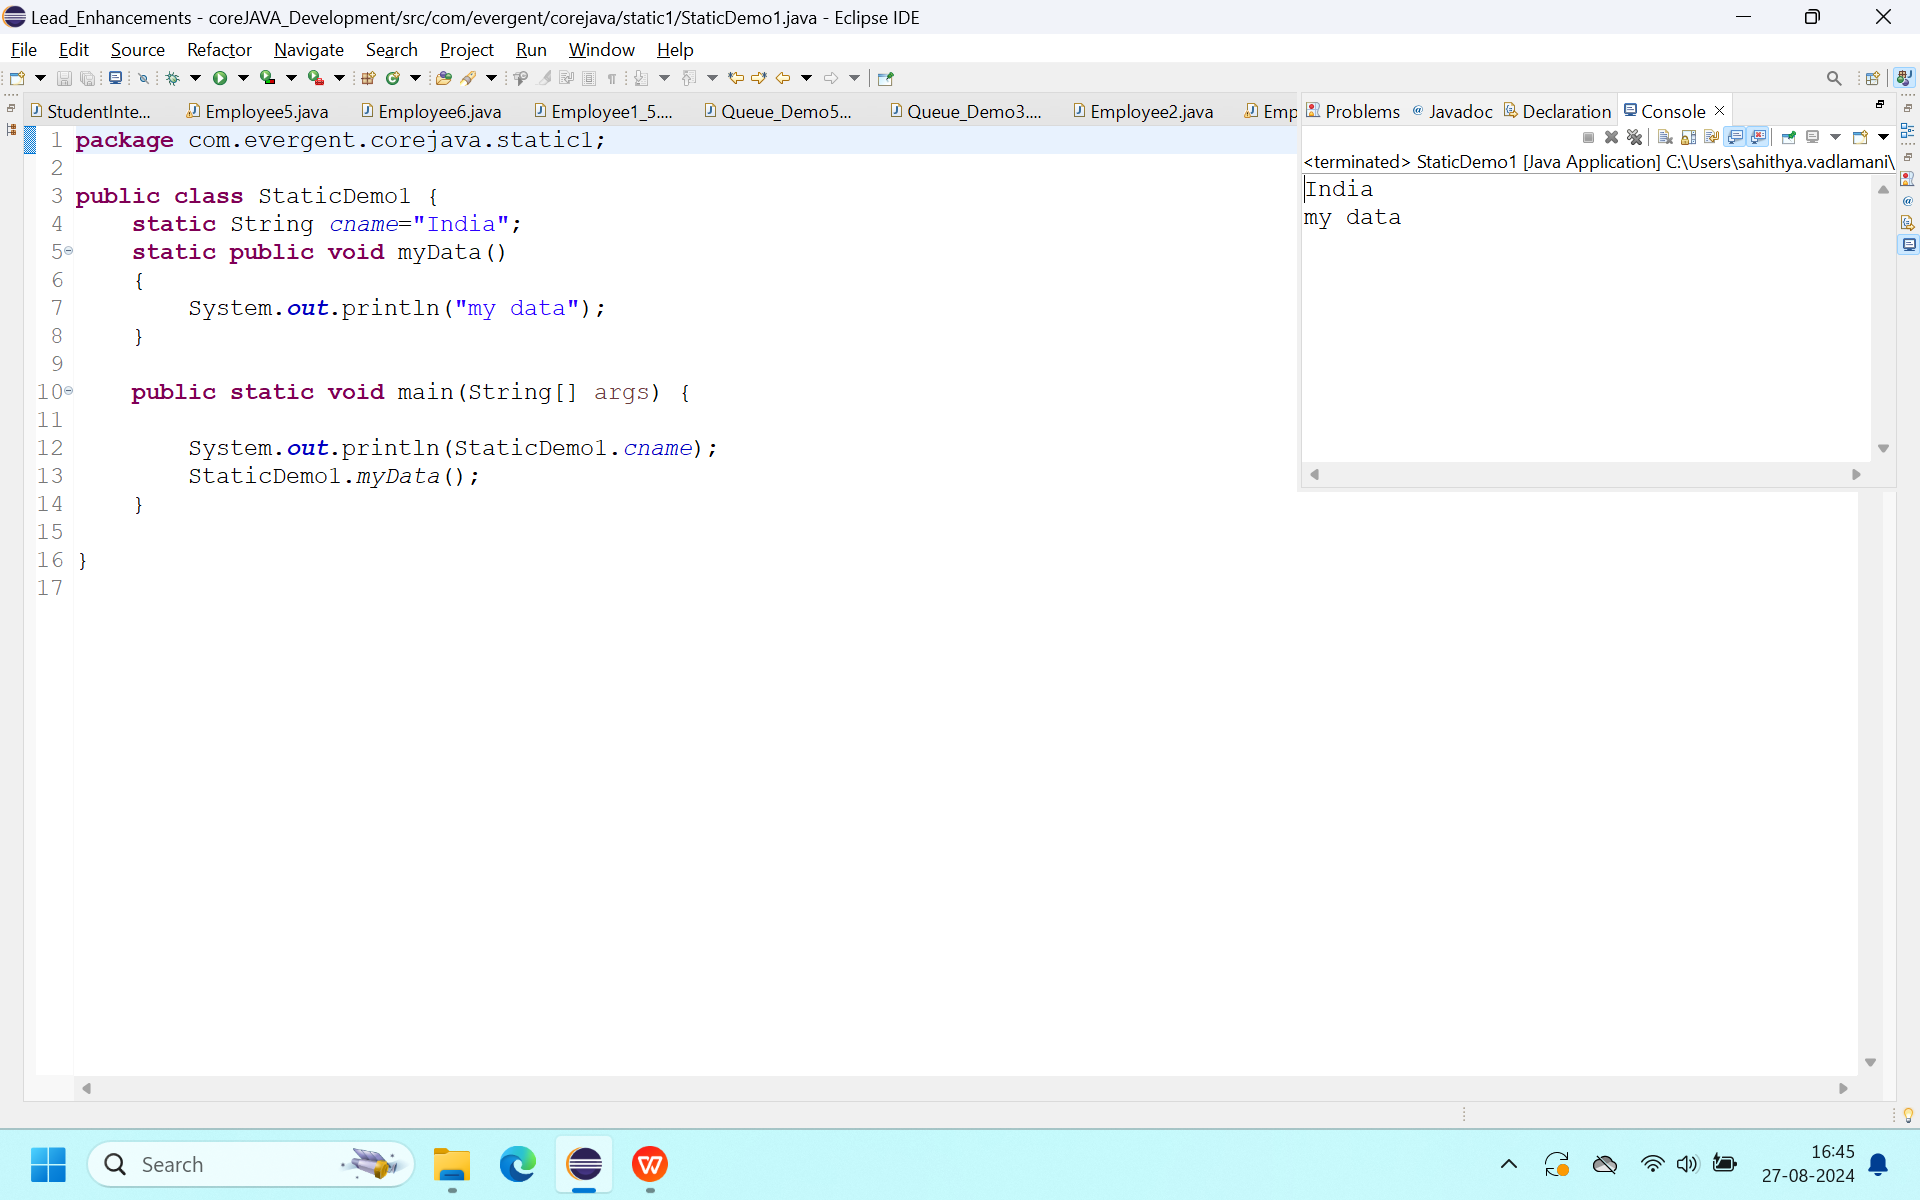 Lead_Enhancements - coreJAVA_Development/src/com/evergent/corejava/static1/StaticDemo1.java - Eclipse IDE
File Edit Source Refactor Navigate Search Project Run Window Help
StudentInte... Employee5.java Employee6.java Employee1_5.... Queue_Demo5... Queue_Demo3.... Employee2.java Emp
Problems Javadoc Declaration Console
<terminated> StaticDemo1 [Java Application] C:\Users\sahithya.vadlamani\
India
my data
1 package com.evergent.corejava.static1;
2
3 public class StaticDemo1 {
4 static String cname="India";
5 static public void myData()
6 {
7 System.out.println("my data");
8 }
9
10 public static void main(String[] args) {
11
12 System.out.println(StaticDemo1.cname);
13 StaticDemo1.myData();
14 }
15
16 }
17
Search
16:45
27-08-2024